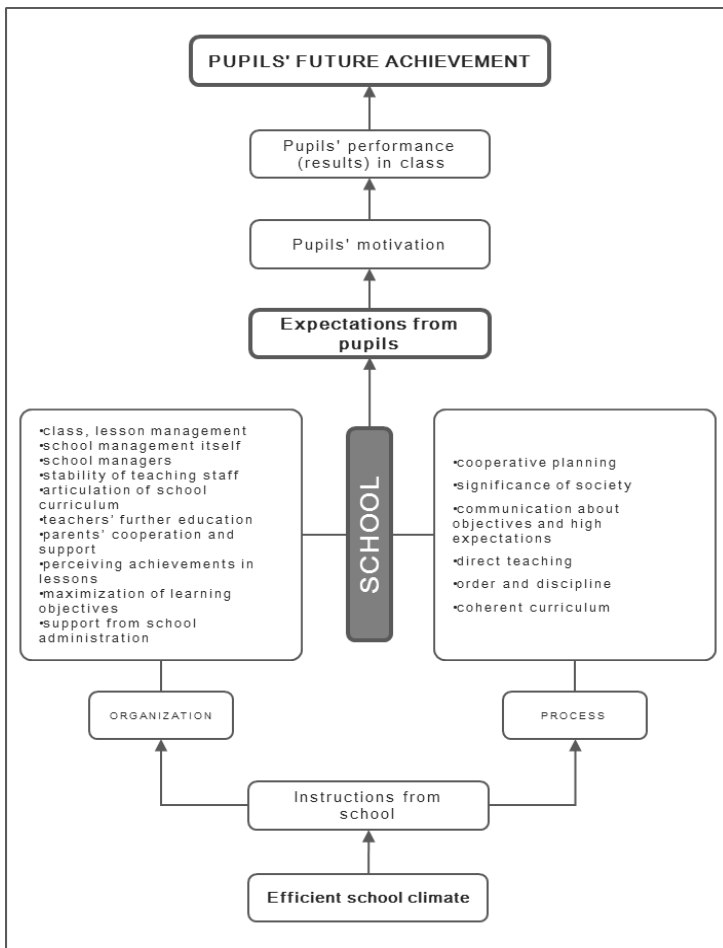 PUPILS' FUTURE ACHIEVEMENT
Pupils' performance
(results) in class
Pupils' motivation
Expectations from
pupils
•class, lesson management
•school management itself
•school managers
•stability of teaching staff
•articulation of school
curriculum
•teachers' further education
•parents' cooperation and
support
•perceiving achievements in
lessons
•maximization of learning
objectives
•support from school
administration
SCHOOL
•cooperative planning
•significance of society
•communication about
objectives and high
expectations
•direct teaching
•order and discipline
•coherent curriculum
ORGANIZATION
PROCESS
Instructions from
school
Efficient school climate